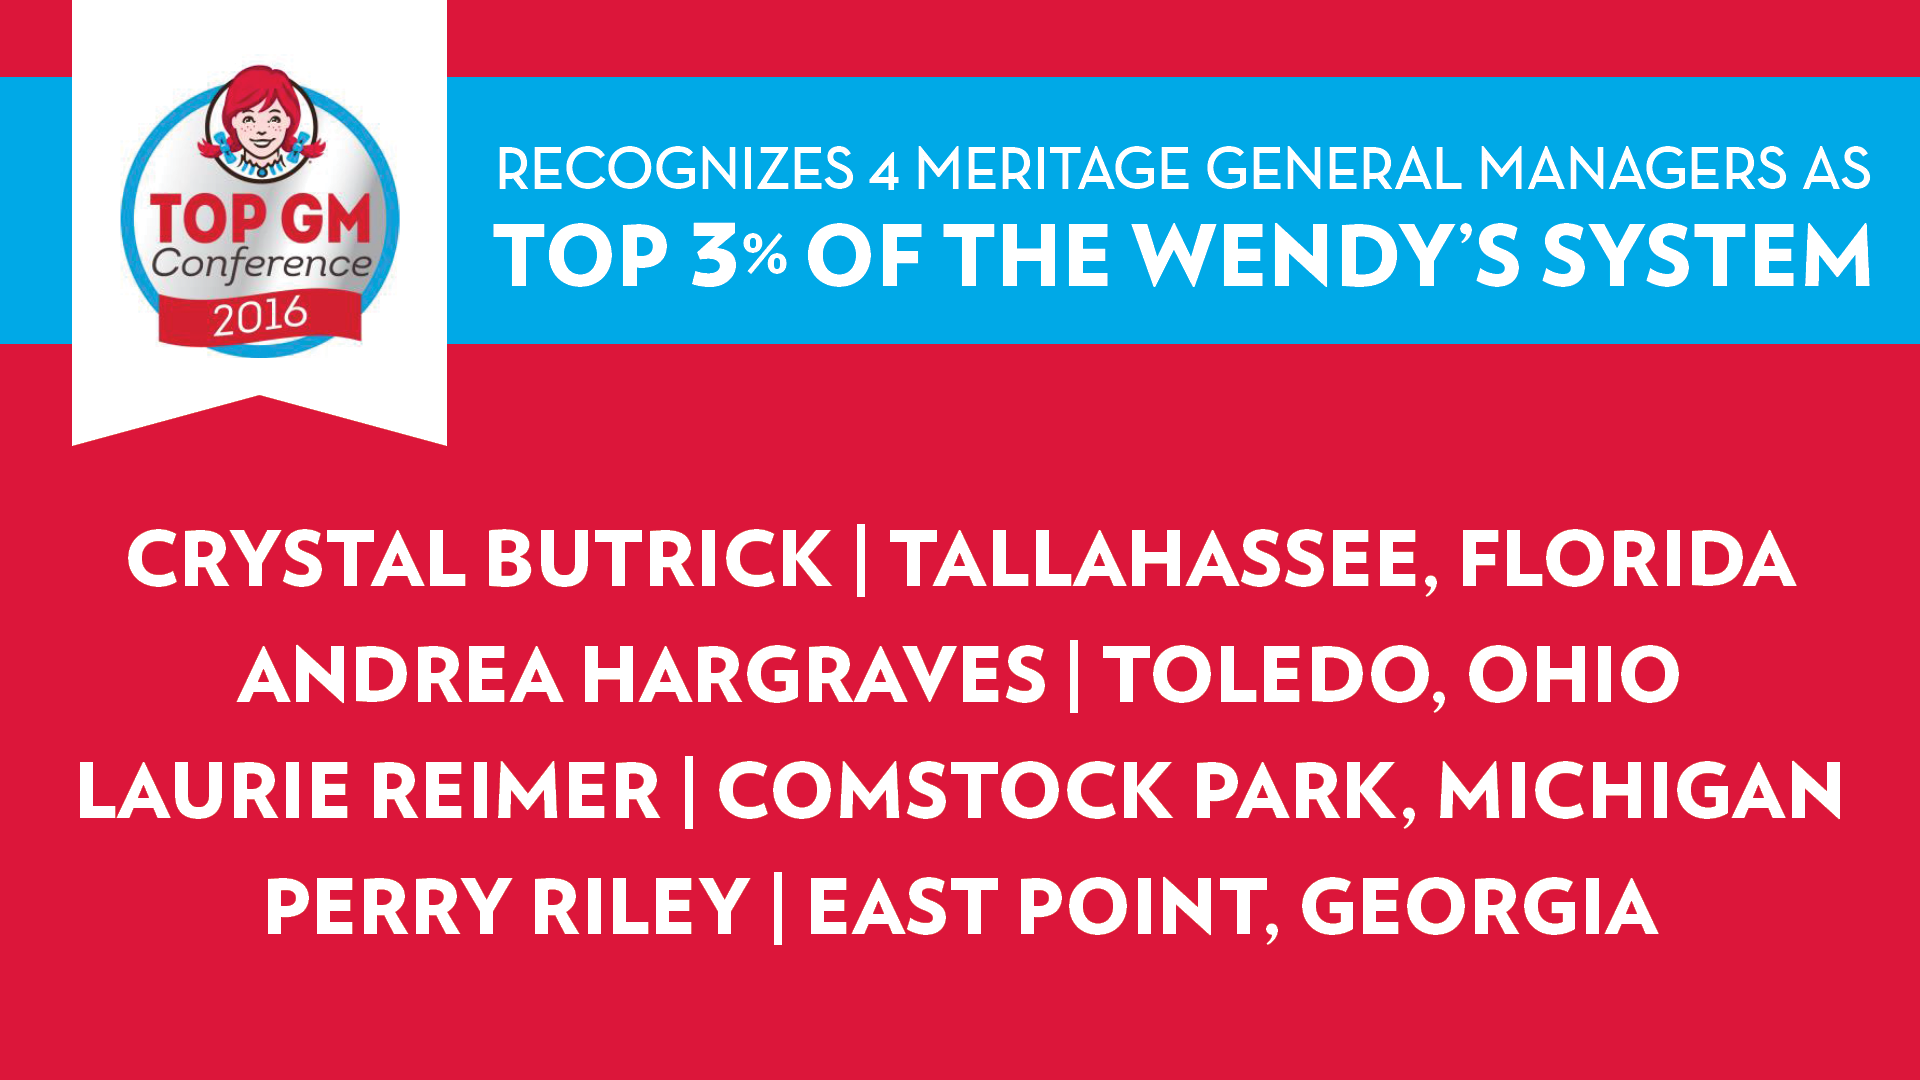 TOP GM
Conference
2016
RECOGNIZES 4 MERITAGE GENERAL MANAGERS AS
TOP 3% OF THE WENDY'S SYSTEM
CRYSTAL BUTRICK | TALLAHASSEE, FLORIDA
ANDREA HARGRAVES | TOLEDO, OHIO
LAURIE REIMER | COMSTOCK PARK, MICHIGAN
PERRY RILEY | EAST POINT, GEORGIA